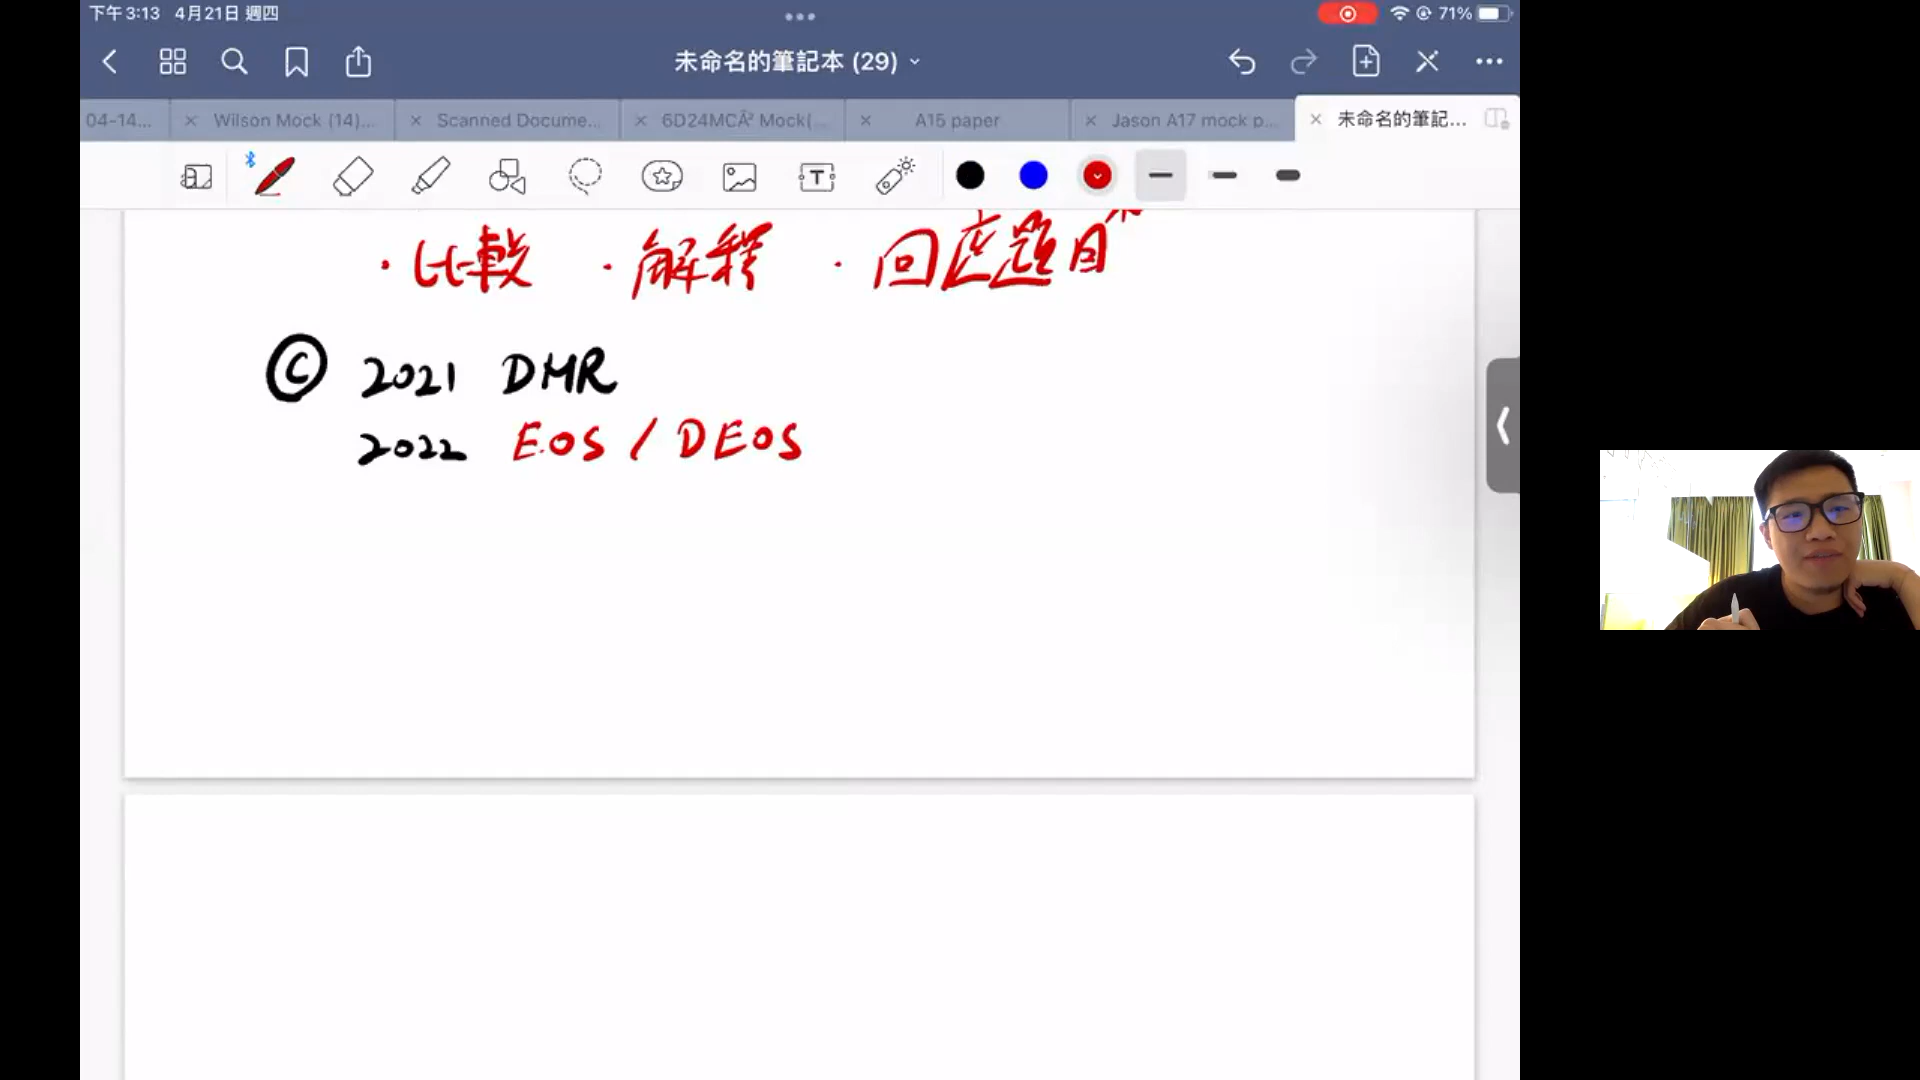 下午3:13 4月21日 週四
71%
未命名的筆記本 (29)
04-14...
Wilson Mock (14)...
Scanned Docume...
6D24MCÂ² Mock(...
A15 paper
Jason A17 mock p...
未命名的筆記...
· 比較 · 解釋 · 回應題目
Ⓒ 2021 DMR
2022 EOS / DEOS